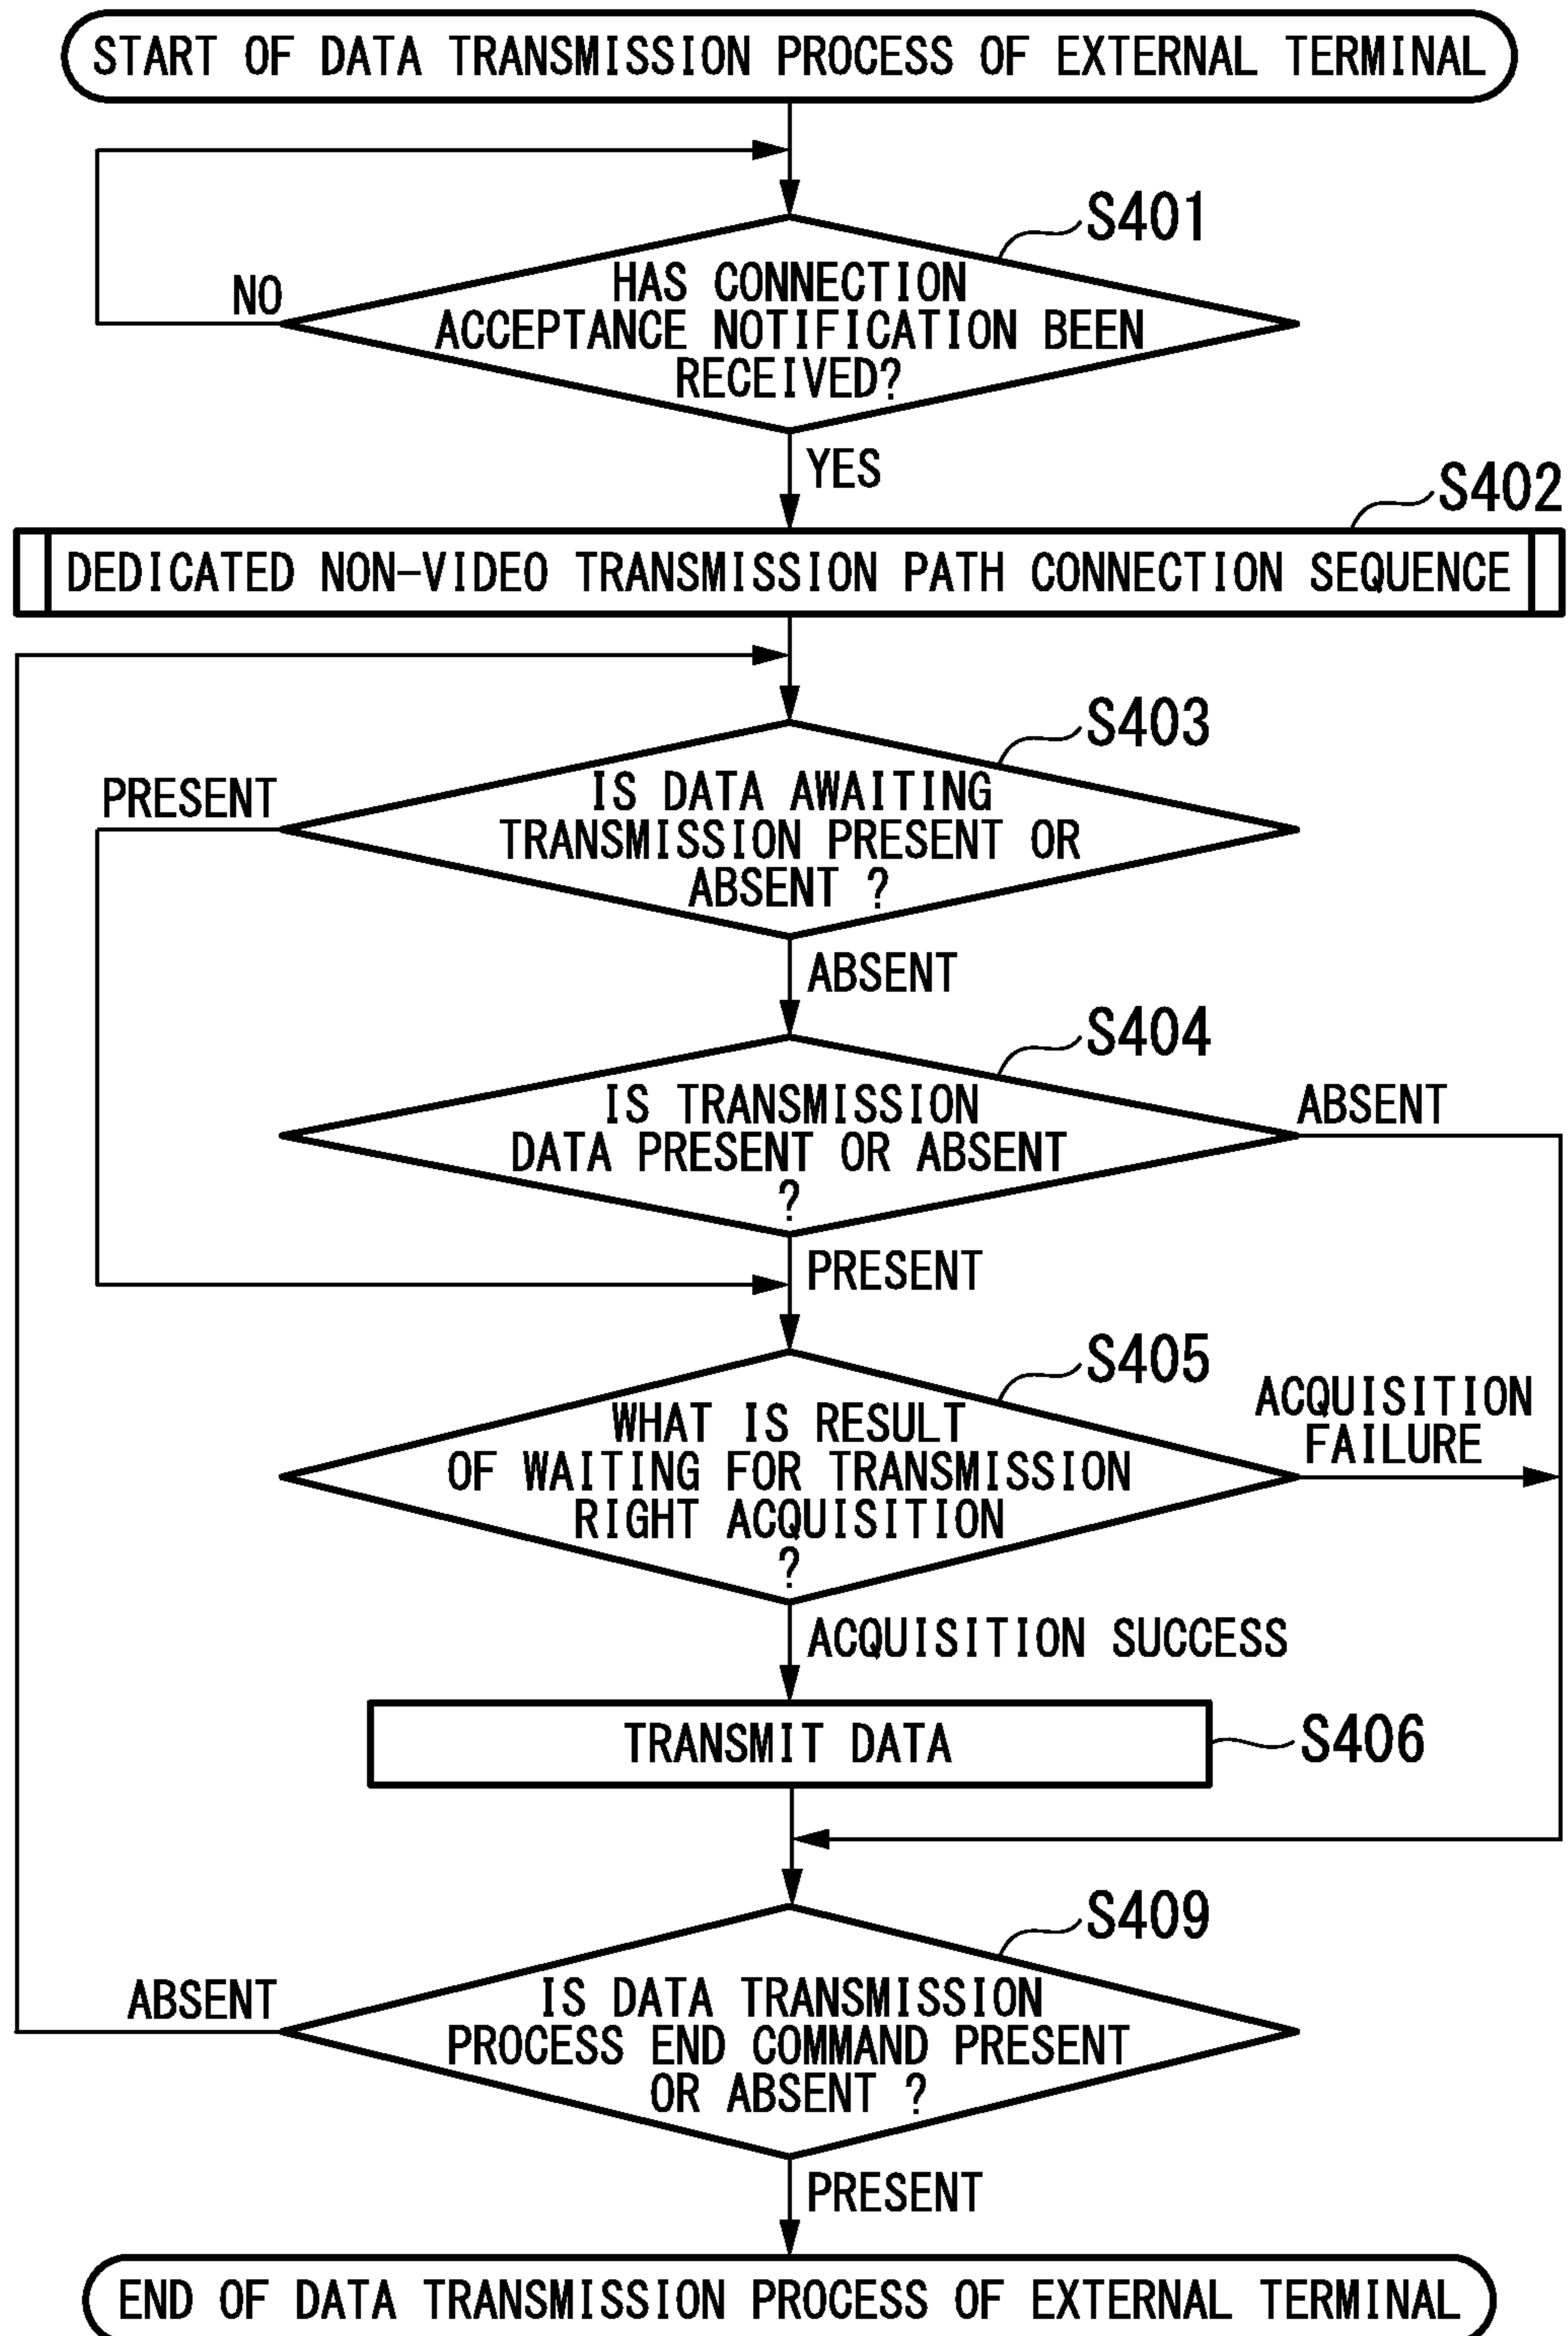 START OF DATA TRANSMISSION PROCESS OF EXTERNAL TERMINAL
S401
HAS CONNECTION
ACCEPTANCE NOTIFICATION BEEN
RECEIVED?
NO
YES
S402
DEDICATED NON-VIDEO TRANSMISSION PATH CONNECTION SEQUENCE
S403
IS DATA AWAITING
TRANSMISSION PRESENT OR
ABSENT ?
PRESENT
ABSENT
S404
IS TRANSMISSION
DATA PRESENT OR ABSENT
?
ABSENT
PRESENT
S405
WHAT IS RESULT
OF WAITING FOR TRANSMISSION
RIGHT ACQUISITION
?
ACQUISITION
FAILURE
ACQUISITION SUCCESS
TRANSMIT DATA
S406
S409
IS DATA TRANSMISSION
PROCESS END COMMAND PRESENT
OR ABSENT ?
ABSENT
PRESENT
END OF DATA TRANSMISSION PROCESS OF EXTERNAL TERMINAL